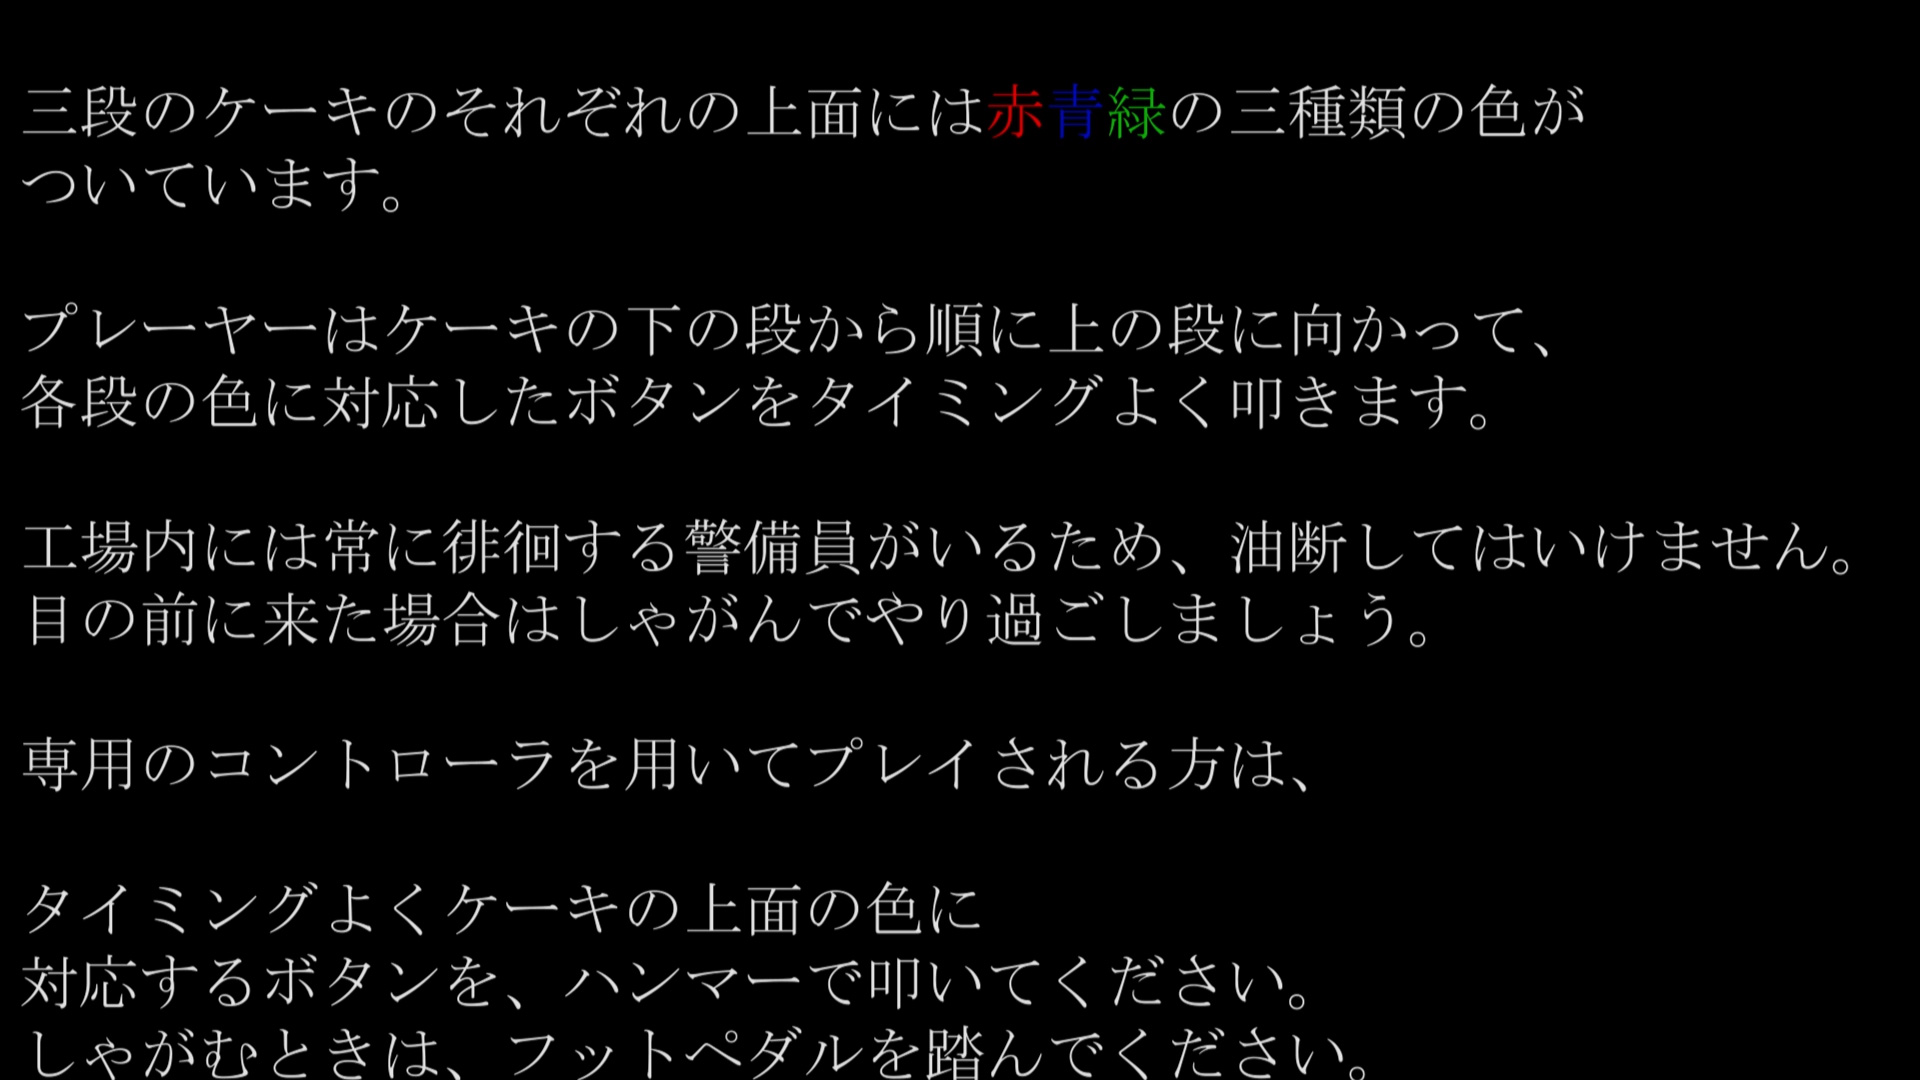 三段のケーキのそれぞれの上面には赤青緑の三種類の色が
ついています。
プレーヤーはケーキの下の段から順に上の段に向かって、
各段の色に対応したボタンをタイミングよく叩きます。
工場内には常に徘徊する警備員がいるため、油断してはいけません。
目の前に来た場合はしゃがんでやり過ごしましょう。
専用のコントローラを用いてプレイされる方は、
タイミングよくケーキの上面の色に
対応するボタンを、ハンマーで叩いてください。
しゃがむときは、フットペダルを踏んでください。